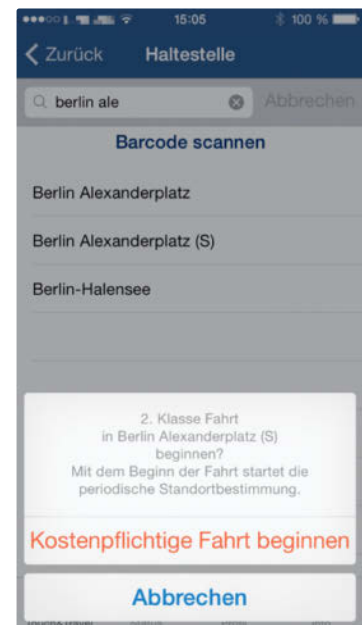 15:05 100 %
Zurück Haltestelle
berlin ale Abbrechen
Barcode scannen
Berlin Alexanderplatz
Berlin Alexanderplatz (S)
Berlin-Halensee
2. Klasse Fahrt
in Berlin Alexanderplatz (S)
beginnen?
Mit dem Beginn der Fahrt startet die
periodische Standortbestimmung.
Kostenpflichtige Fahrt beginnen
Abbrechen